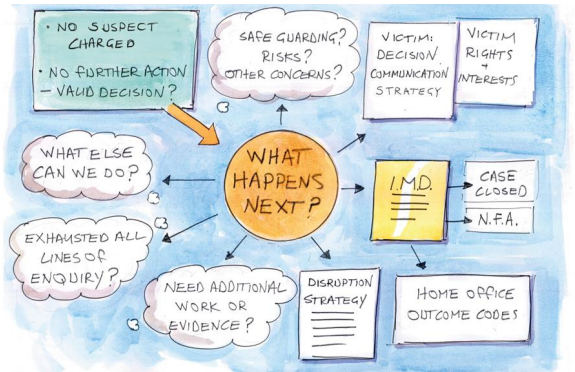 • NO SUSPECT
CHARGED
• NO FURTHER ACTION
– VALID DECISION?
SAFE GUARDING?
RISKS?
OTHER CONCERNS?
VICTIM:
DECISION
COMMUNICATION
STRATEGY
VICTIM
RIGHTS
+
INTERESTS
WHAT ELSE
CAN WE DO?
WHAT
HAPPENS
NEXT?
I.M.D.
CASE
CLOSED
N.F.A.
EXHAUSTED ALL
LINES OF
ENQUIRY?
NEED ADDITIONAL
WORK OR
EVIDENCE?
DISRUPTION
STRATEGY
HOME OFFICE
OUTCOME CODES